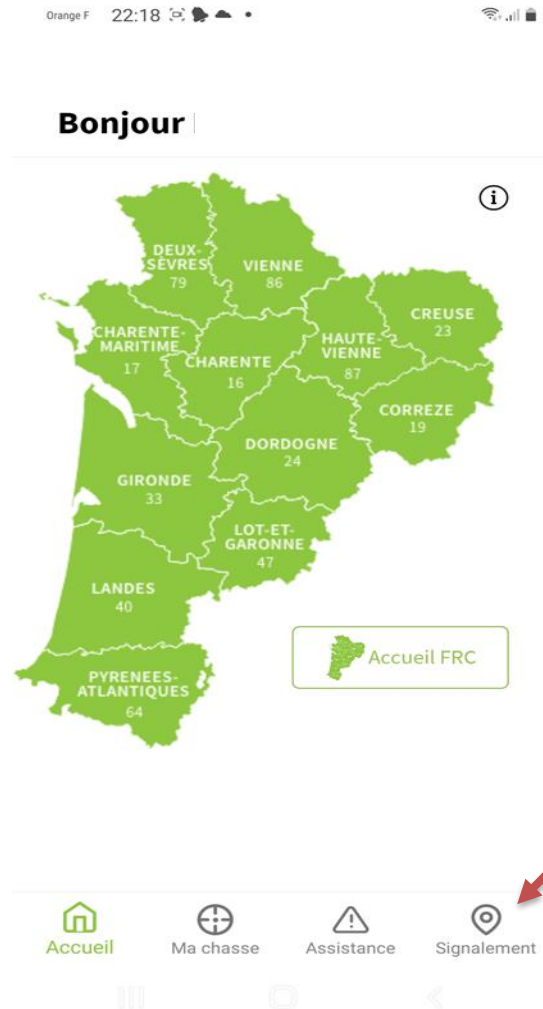 Orange F 22:18
Bonjour
DEUX-
SÈVRES
79
VIENNE
86
CREUSE
23
CHARENTE-
MARITIME
17
HAUTE-
VIENNE
87
CHARENTE
16
CORREZE
19
DORDOGNE
24
GIRONDE
33
LOT-ET-
GARONNE
47
LANDES
40
Accueil FRC
PYRENEES-
ATLANTIQUES
64
Accueil
Ma chasse
Assistance
Signalement